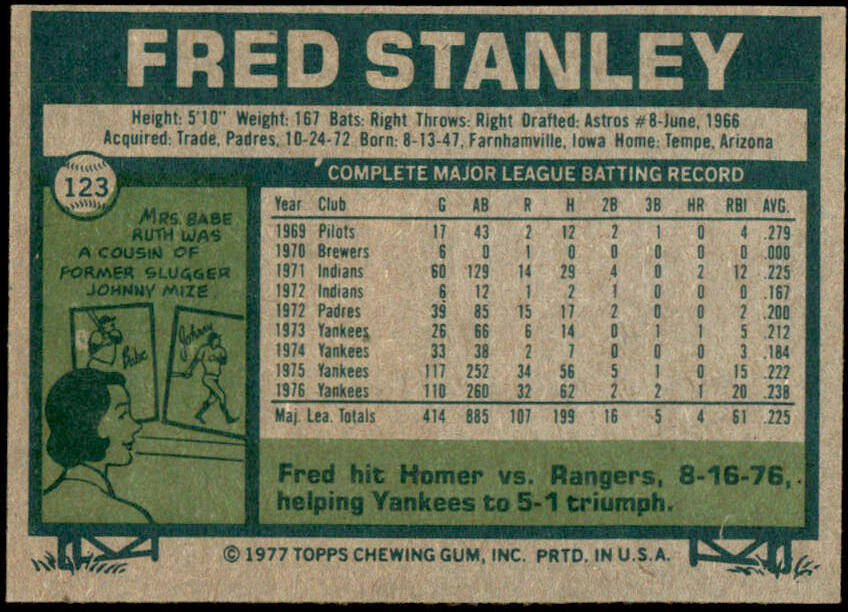 FRED STANLEY
Height: 5'10" Weight: 167 Bats: Right Throws: Right Drafted: Astros #8-June, 1966
Acquired: Trade, Padres, 10-24-72 Born: 8-13-47, Farnhamville, Iowa Home: Tempe, Arizona
123
MRS. BABE
RUTH WAS
A COUSIN OF
FORMER SLUGGER
JOHNNY MIZE.
Babe
Johnny
COMPLETE MAJOR LEAGUE BATTING RECORD
Year Club G AB R H 2B 3B HR RBI AVG.
1969 Pilots 17 43 2 12 2 1 0 4 .279
1970 Brewers 6 0 1 0 0 0 0 0 .000
1971 Indians 60 129 14 29 4 0 2 12 .225
1972 Indians 6 12 1 2 1 0 0 0 .167
1972 Padres 39 85 15 17 2 0 0 2 .200
1973 Yankees 26 66 6 14 0 1 1 5 .212
1974 Yankees 33 38 2 7 0 0 0 3 .184
1975 Yankees 117 252 34 56 5 1 0 15 .222
1976 Yankees 110 260 32 62 2 2 1 20 .238
Maj. Lea. Totals 414 885 107 199 16 5 4 61 .225
Fred hit Homer vs. Rangers, 8-16-76,
helping Yankees to 5-1 triumph.
© 1977 TOPPS CHEWING GUM, INC. PRTD. IN U.S.A.